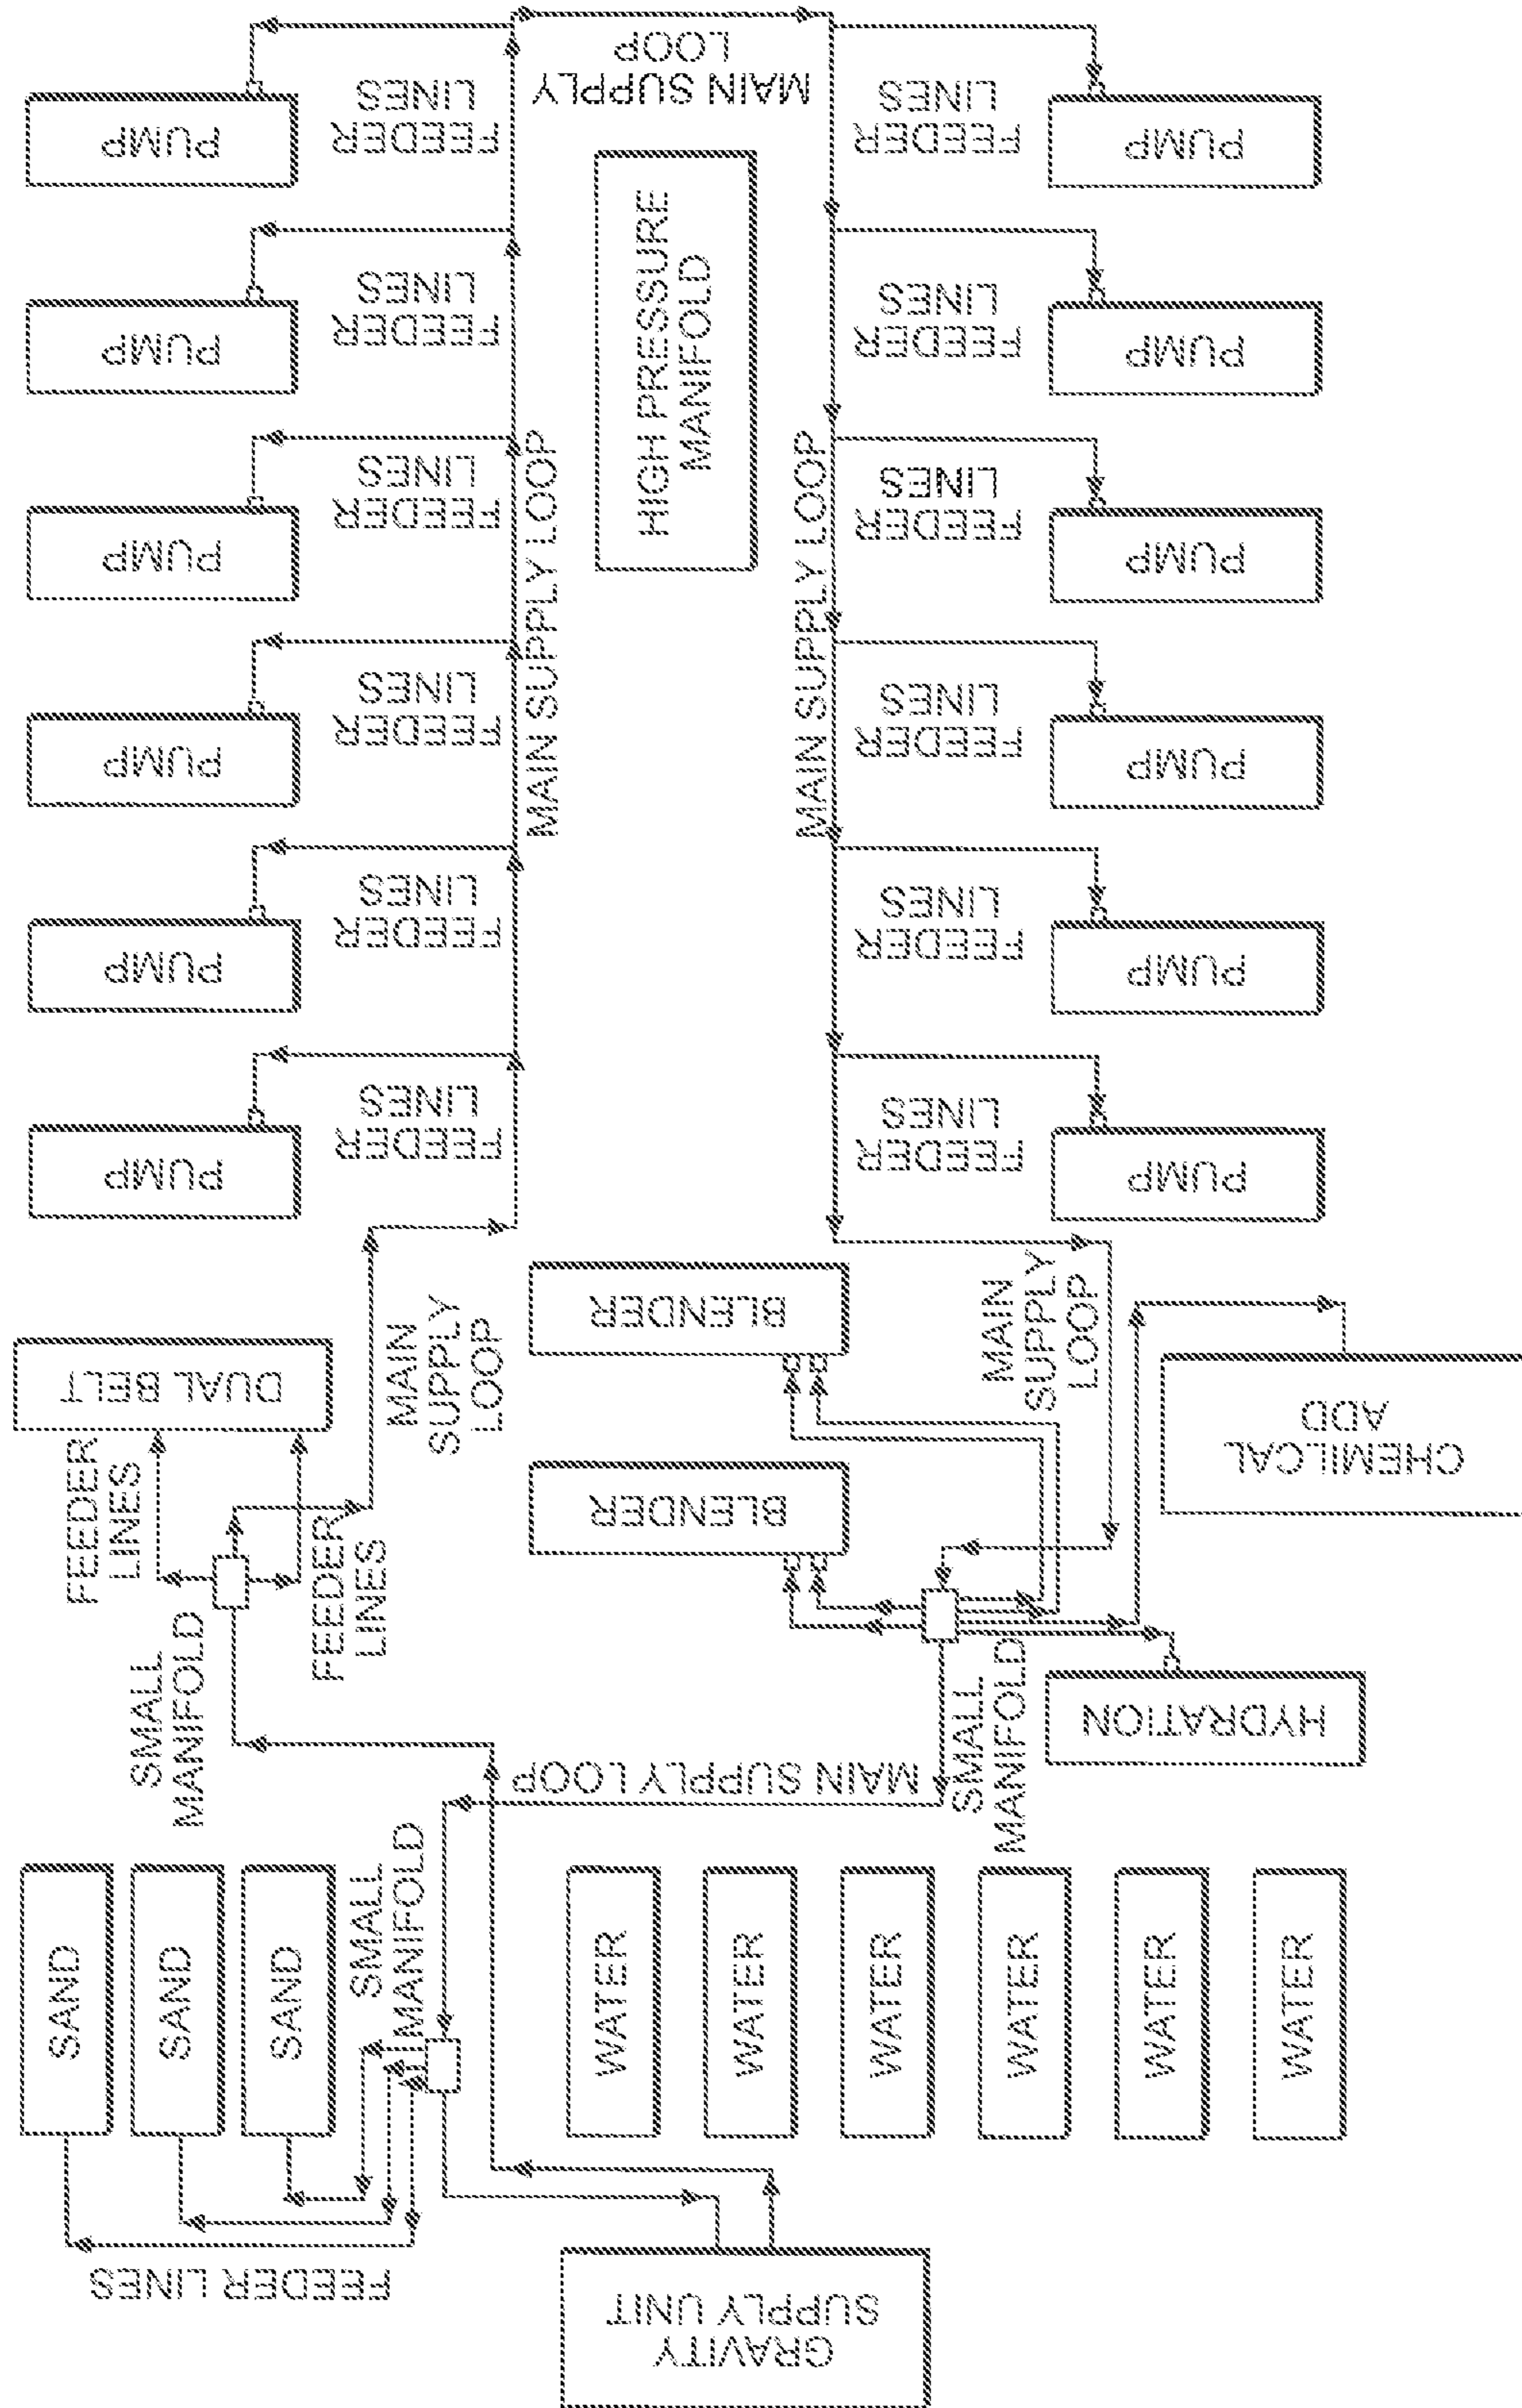 PUMP
FEEDER
LINES
PUMP
FEEDER
LINES
PUMP
FEEDER
LINES
PUMP
FEEDER
LINES
PUMP
FEEDER
LINES
PUMP
FEEDER
LINES
MAIN SUPPLY
LOOP
HIGH PRESSURE
MANIFOLD
MAIN SUPPLY LOOP
MAIN SUPPLY LOOP
FEEDER
LINES
PUMP
FEEDER
LINES
PUMP
FEEDER
LINES
PUMP
FEEDER
LINES
PUMP
FEEDER
LINES
PUMP
FEEDER
LINES
PUMP
DUAL BELT
FEEDER
LINES
FEEDER
LINES
MAIN
SUPPLY
LOOP
SMALL
MANIFOLD
BLENDER
BLENDER
MAIN
SUPPLY
LOOP
CHEMILCAL
ADD
SMALL
MANIFOLD
HYDRATION
MAIN SUPPLY LOOP
SAND
SAND
SAND
SMALL
MANIFOLD
WATER
WATER
WATER
WATER
WATER
WATER
FEEDER LINES
GRAVITY
SUPPLY UNIT